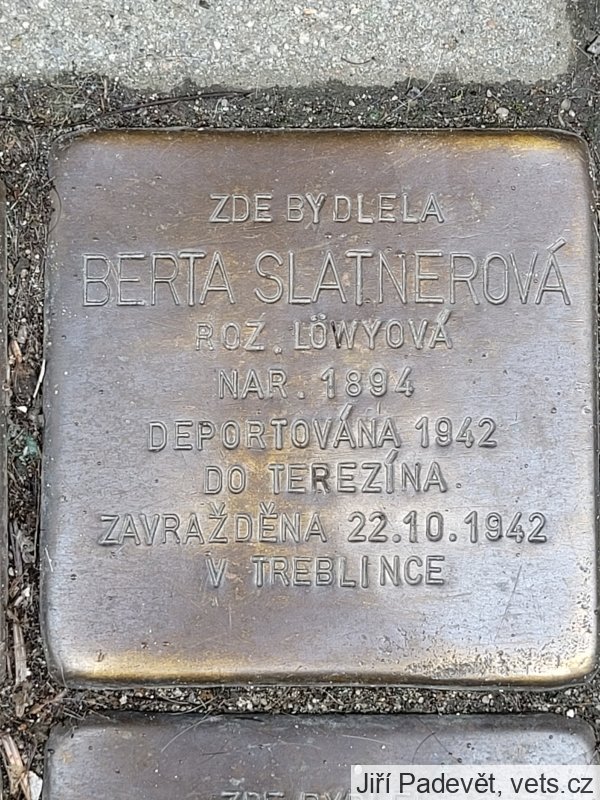 ZDE BYDLELA
BERTA SLATNEROVÁ
ROZ. LÖWYOVÁ
NAR. 1894
DEPORTOVÁNA 1942
DO TEREZÍNA
ZAVRAŽDĚNA 22.10.1942
V TREBLINCE
ZDE
Jiří Padevět, vets.cz